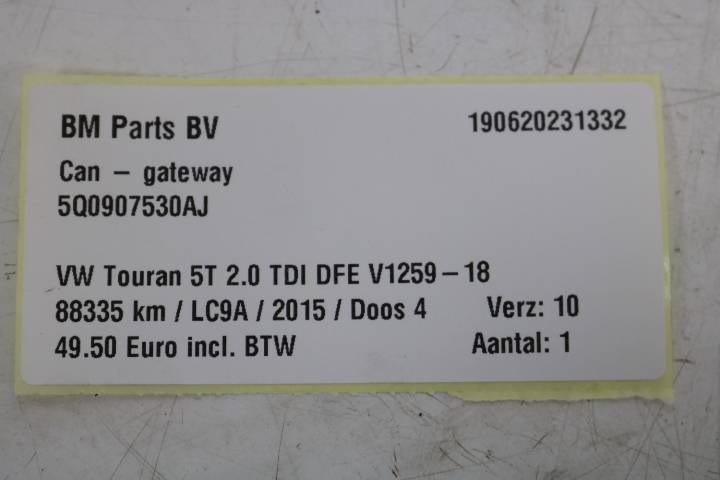 BM Parts BV 190620231332
Can – gateway
5Q0907530AJ
VW Touran 5T 2.0 TDI DFE V1259–18
88335 km / LC9A / 2015 / Doos 4 Verz: 10
49.50 Euro incl. BTW Aantal: 1